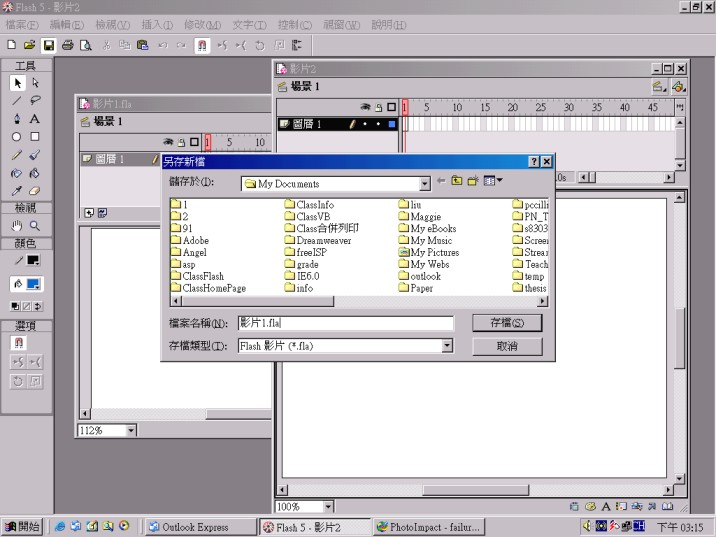 Flash 5 - 影片2
檔案(F) 編輯(E) 檢視(V) 插入(I) 修改(M) 文字(T) 控制(C) 視窗(W) 說明(H)
工具
檢視
顏色
選項
影片1.fla
場景 1
1 5 10
圖層 1
112%
影片2
場景 1
1 5 10 15 20 25 30 35 40 45
圖層 1
100%
另存新檔
儲存於(I): My Documents
1 ClassInfo liu pccilli
2 ClassVB Maggie PN_T
91 Class合併列印 My eBooks s8303
Adobe Dreamweaver My Music Screen
Angel freeISP My Pictures Strear
asp grade My Webs Teach
ClassFlash IE6.0 outlook temp
ClassHomePage info Paper thesis
檔案名稱(N): 影片1.fla 存檔(S)
存檔類型(T): Flash 影片 (*.fla) 取消
開始 Outlook Express Flash 5 - 影片2 PhotoImpact - failur... 下午 03:15